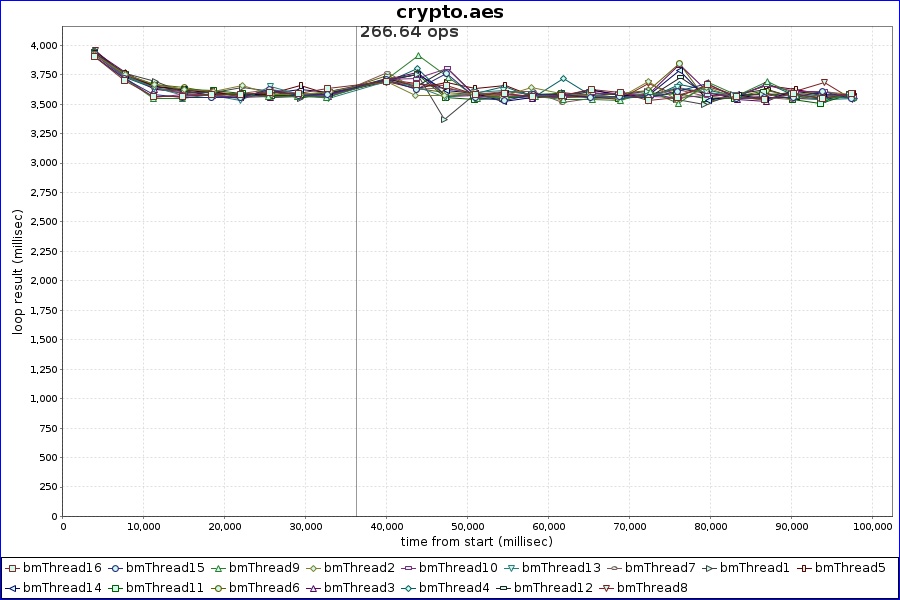 crypto.aes
266.64 ops
4,000
3,750
3,500
3,250
3,000
2,750
2,500
2,250
2,000
1,750
1,500
1,250
1,000
750
500
250
0
loop result (millisec)
0 10,000 20,000 30,000 40,000 50,000 60,000 70,000 80,000 90,000 100,000
time from start (millisec)
bmThread16 bmThread15 bmThread9 bmThread2 bmThread10 bmThread13 bmThread7 bmThread1 bmThread5
bmThread14 bmThread11 bmThread6 bmThread3 bmThread4 bmThread12 bmThread8